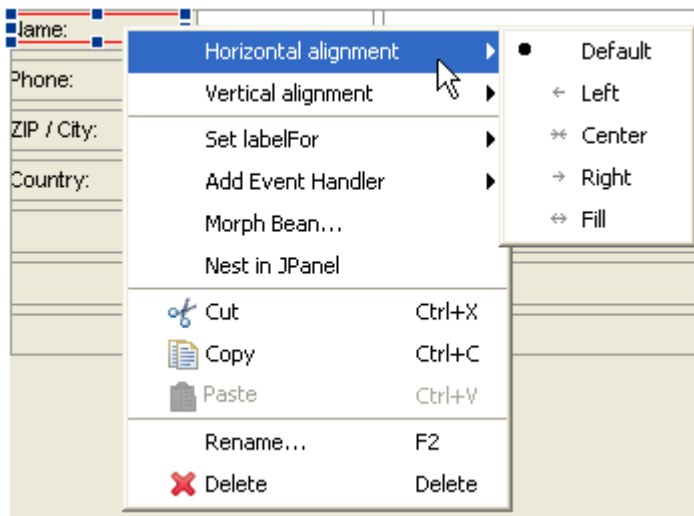 Name:
Phone:
ZIP / City:
Country:
Horizontal alignment
Vertical alignment
Set labelFor
Add Event Handler
Morph Bean...
Nest in JPanel
Cut Ctrl+X
Copy Ctrl+C
Paste Ctrl+V
Rename... F2
Delete Delete
Default
Left
Center
Right
Fill